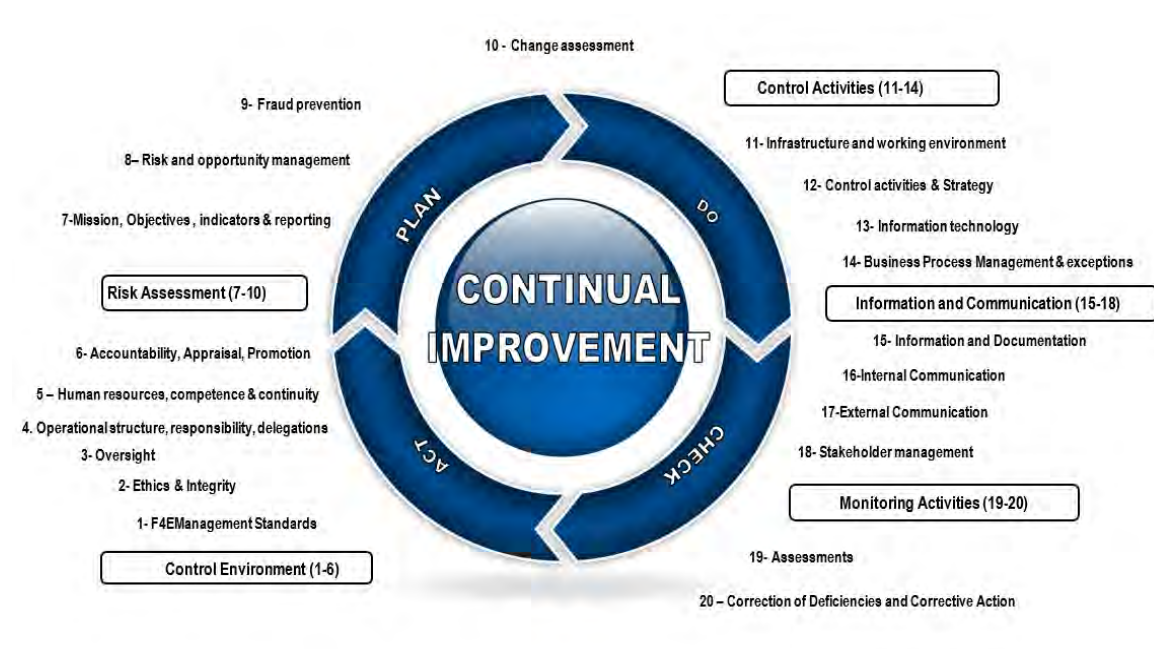 10 - Change assessment
9- Fraud prevention
8– Risk and opportunity management
7-Mission, Objectives , indicators & reporting
Risk Assessment (7-10)
6- Accountability, Appraisal, Promotion
5 – Human resources, competence & continuity
4. Operational structure, responsibility, delegations
3- Oversight
2- Ethics & Integrity
1- F4EManagement Standards
Control Environment (1-6)
PLAN
DO
CHECK
ACT
CONTINUAL
IMPROVEMENT
Control Activities (11-14)
11- Infrastructure and working environment
12- Control activities & Strategy
13- Information technology
14- Business Process Management & exceptions
Information and Communication (15-18)
15- Information and Documentation
16-Internal Communication
17-External Communication
18- Stakeholder management
Monitoring Activities (19-20)
19- Assessments
20 – Correction of Deficiencies and Corrective Action